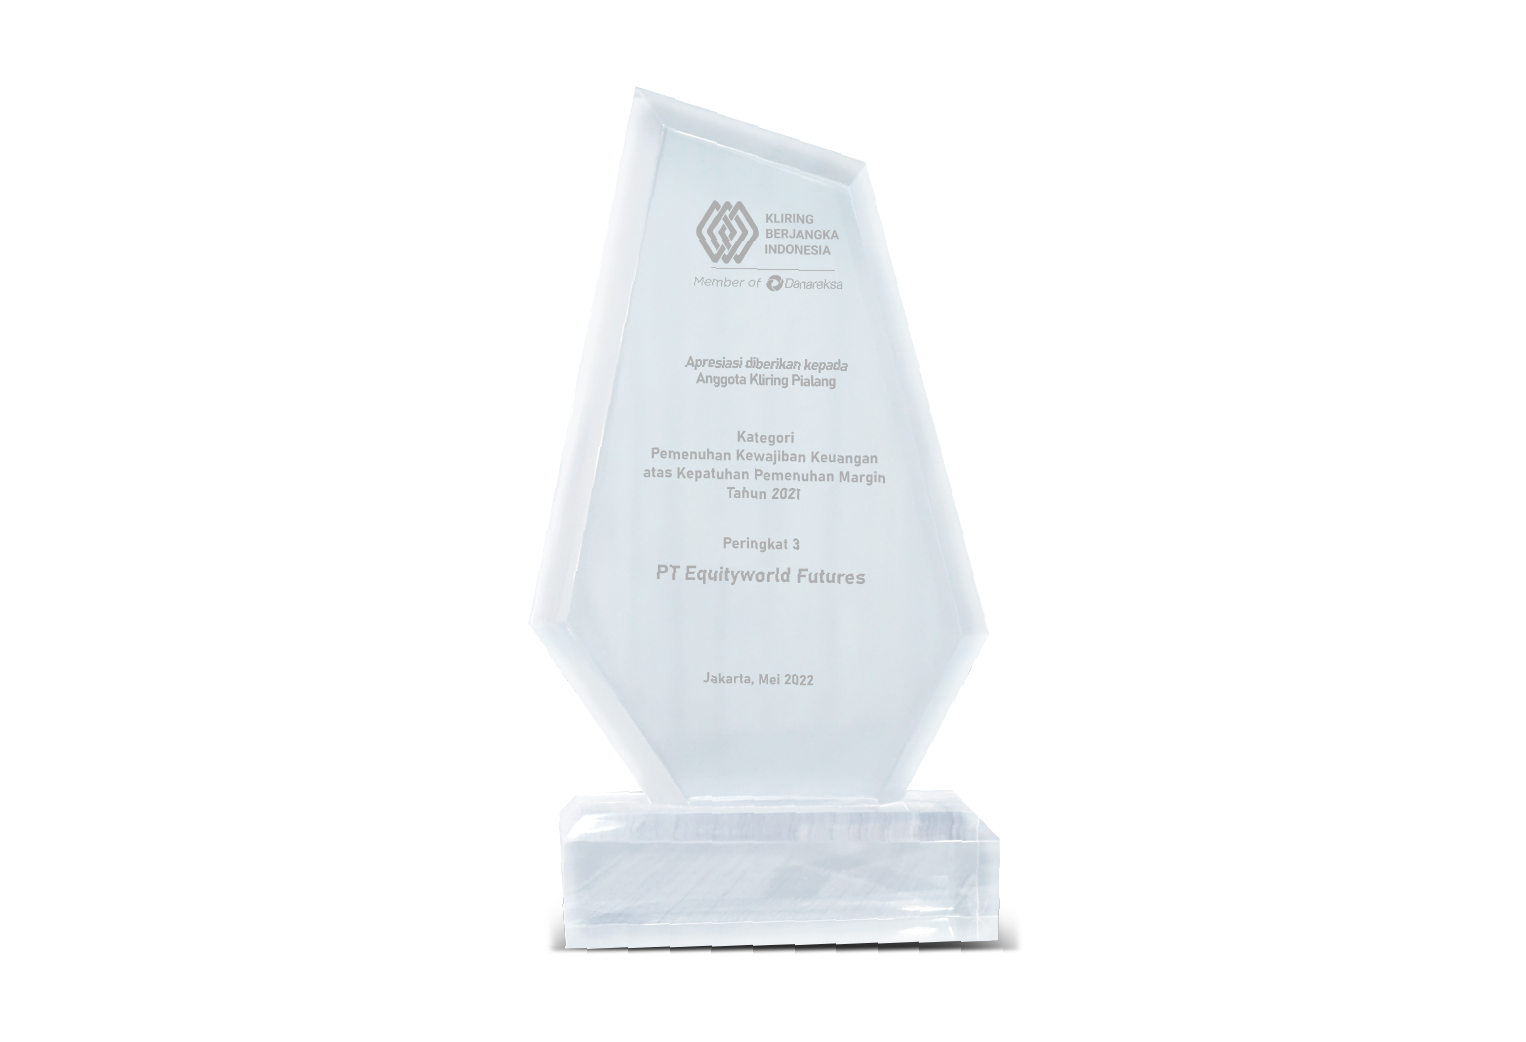 KLIRING
BERJANGKA
INDONESIA
Member of Danareksa
Apresiasi diberikan kepada
Anggota Kliring Pialang
Kategori
Pemenuhan Kewajiban Keuangan
atas Kepatuhan Pemenuhan Margin
Tahun 2021
Peringkat 3
PT Equityworld Futures
Jakarta, Mei 2022